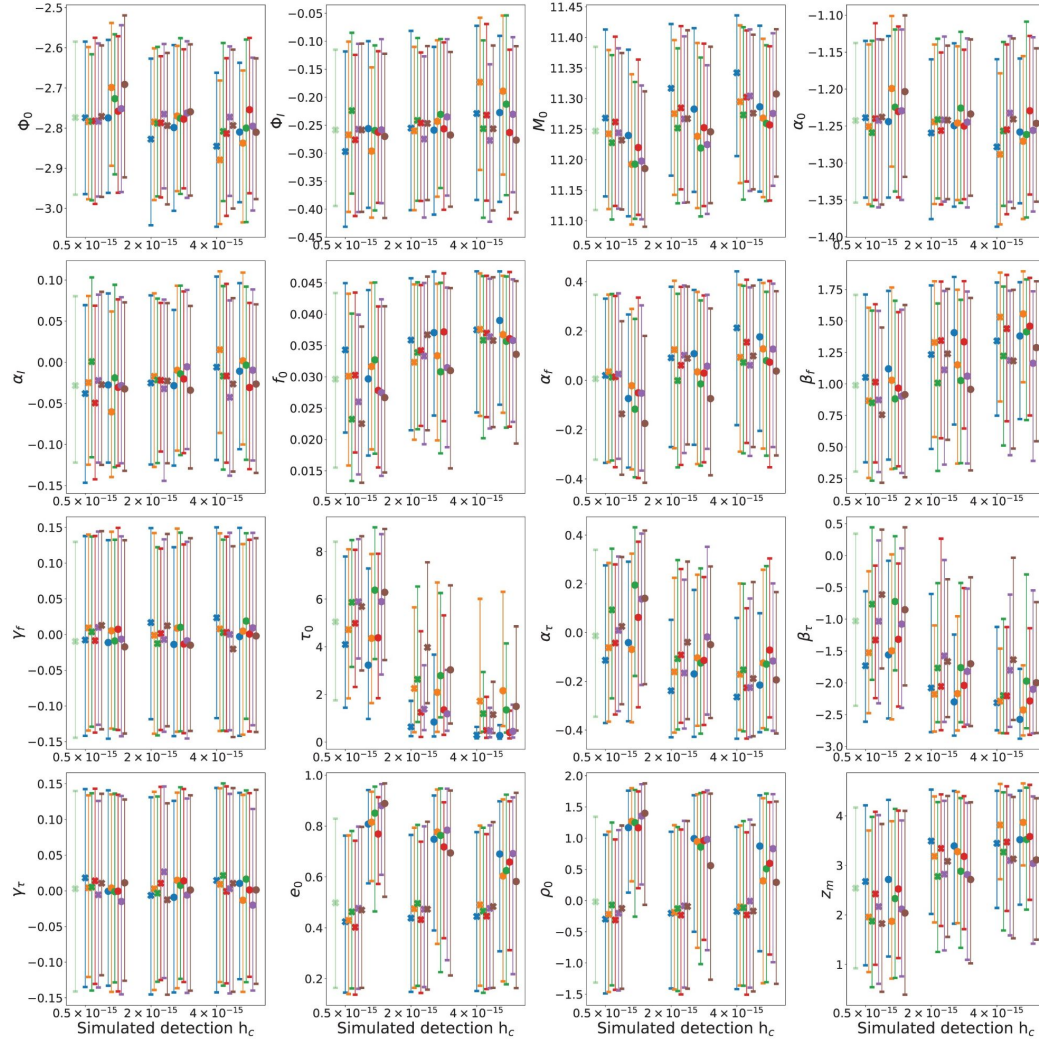 Φ₀
−2.5
−2.6
−2.7
−2.8
−2.9
−3.0
0.5 × 10⁻¹⁵ 2 × 10⁻¹⁵ 4 × 10⁻¹⁵
Φ_I
−0.05
−0.10
−0.15
−0.20
−0.25
−0.30
−0.35
−0.40
−0.45
0.5 × 10⁻¹⁵ 2 × 10⁻¹⁵ 4 × 10⁻¹⁵
M₀
11.45
11.40
11.35
11.30
11.25
11.20
11.15
11.10
0.5 × 10⁻¹⁵ 2 × 10⁻¹⁵ 4 × 10⁻¹⁵
α₀
−1.10
−1.15
−1.20
−1.25
−1.30
−1.35
−1.40
0.5 × 10⁻¹⁵ 2 × 10⁻¹⁵ 4 × 10⁻¹⁵
α_I
0.10
0.05
0.00
−0.05
−0.10
−0.15
0.5 × 10⁻¹⁵ 2 × 10⁻¹⁵ 4 × 10⁻¹⁵
f₀
0.045
0.040
0.035
0.030
0.025
0.020
0.015
0.5 × 10⁻¹⁵ 2 × 10⁻¹⁵ 4 × 10⁻¹⁵
α_f
0.4
0.2
0.0
−0.2
−0.4
0.5 × 10⁻¹⁵ 2 × 10⁻¹⁵ 4 × 10⁻¹⁵
β_f
1.75
1.50
1.25
1.00
0.75
0.50
0.25
0.5 × 10⁻¹⁵ 2 × 10⁻¹⁵ 4 × 10⁻¹⁵
γ_f
0.15
0.10
0.05
0.00
−0.05
−0.10
−0.15
0.5 × 10⁻¹⁵ 2 × 10⁻¹⁵ 4 × 10⁻¹⁵
τ₀
8
6
4
2
0
0.5 × 10⁻¹⁵ 2 × 10⁻¹⁵ 4 × 10⁻¹⁵
α_τ
0.4
0.2
0.0
−0.2
−0.4
0.5 × 10⁻¹⁵ 2 × 10⁻¹⁵ 4 × 10⁻¹⁵
β_τ
0.5
0.0
−0.5
−1.0
−1.5
−2.0
−2.5
−3.0
0.5 × 10⁻¹⁵ 2 × 10⁻¹⁵ 4 × 10⁻¹⁵
γ_τ
0.15
0.10
0.05
0.00
−0.05
−0.10
−0.15
0.5 × 10⁻¹⁵ 2 × 10⁻¹⁵ 4 × 10⁻¹⁵
Simulated detection h_c
e₀
1.0
0.8
0.6
0.4
0.2
0.5 × 10⁻¹⁵ 2 × 10⁻¹⁵ 4 × 10⁻¹⁵
Simulated detection h_c
ρ₀
2.0
1.5
1.0
0.5
0.0
−0.5
−1.0
−1.5
0.5 × 10⁻¹⁵ 2 × 10⁻¹⁵ 4 × 10⁻¹⁵
Simulated detection h_c
z_m
4
3
2
1
0.5 × 10⁻¹⁵ 2 × 10⁻¹⁵ 4 × 10⁻¹⁵
Simulated detection h_c